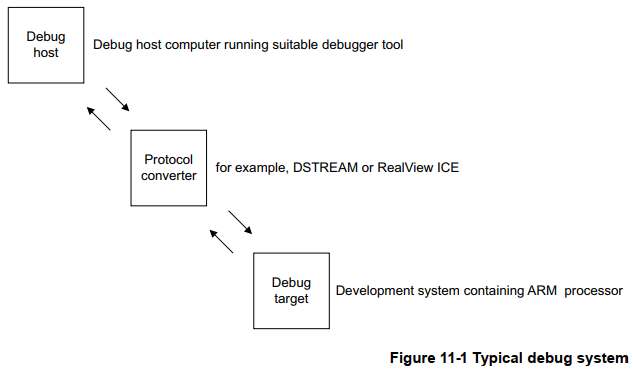 Debug
host
Debug host computer running suitable debugger tool
Protocol
converter
for example, DSTREAM or RealView ICE
Debug
target
Development system containing ARM processor
Figure 11-1 Typical debug system